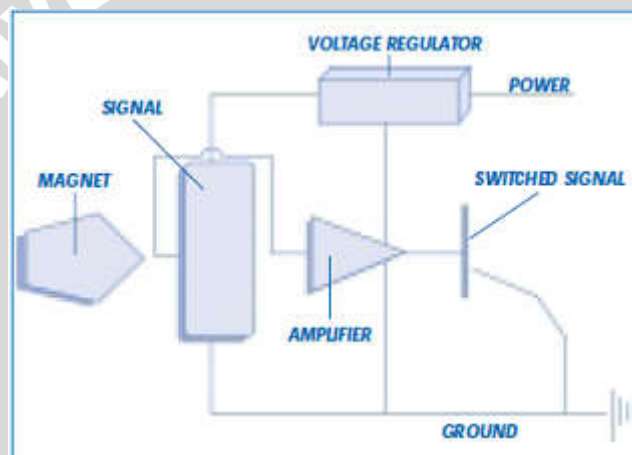 VOLTAGE REGULATOR
POWER
SIGNAL
MAGNET
SWITCHED SIGNAL
AMPLIFIER
GROUND